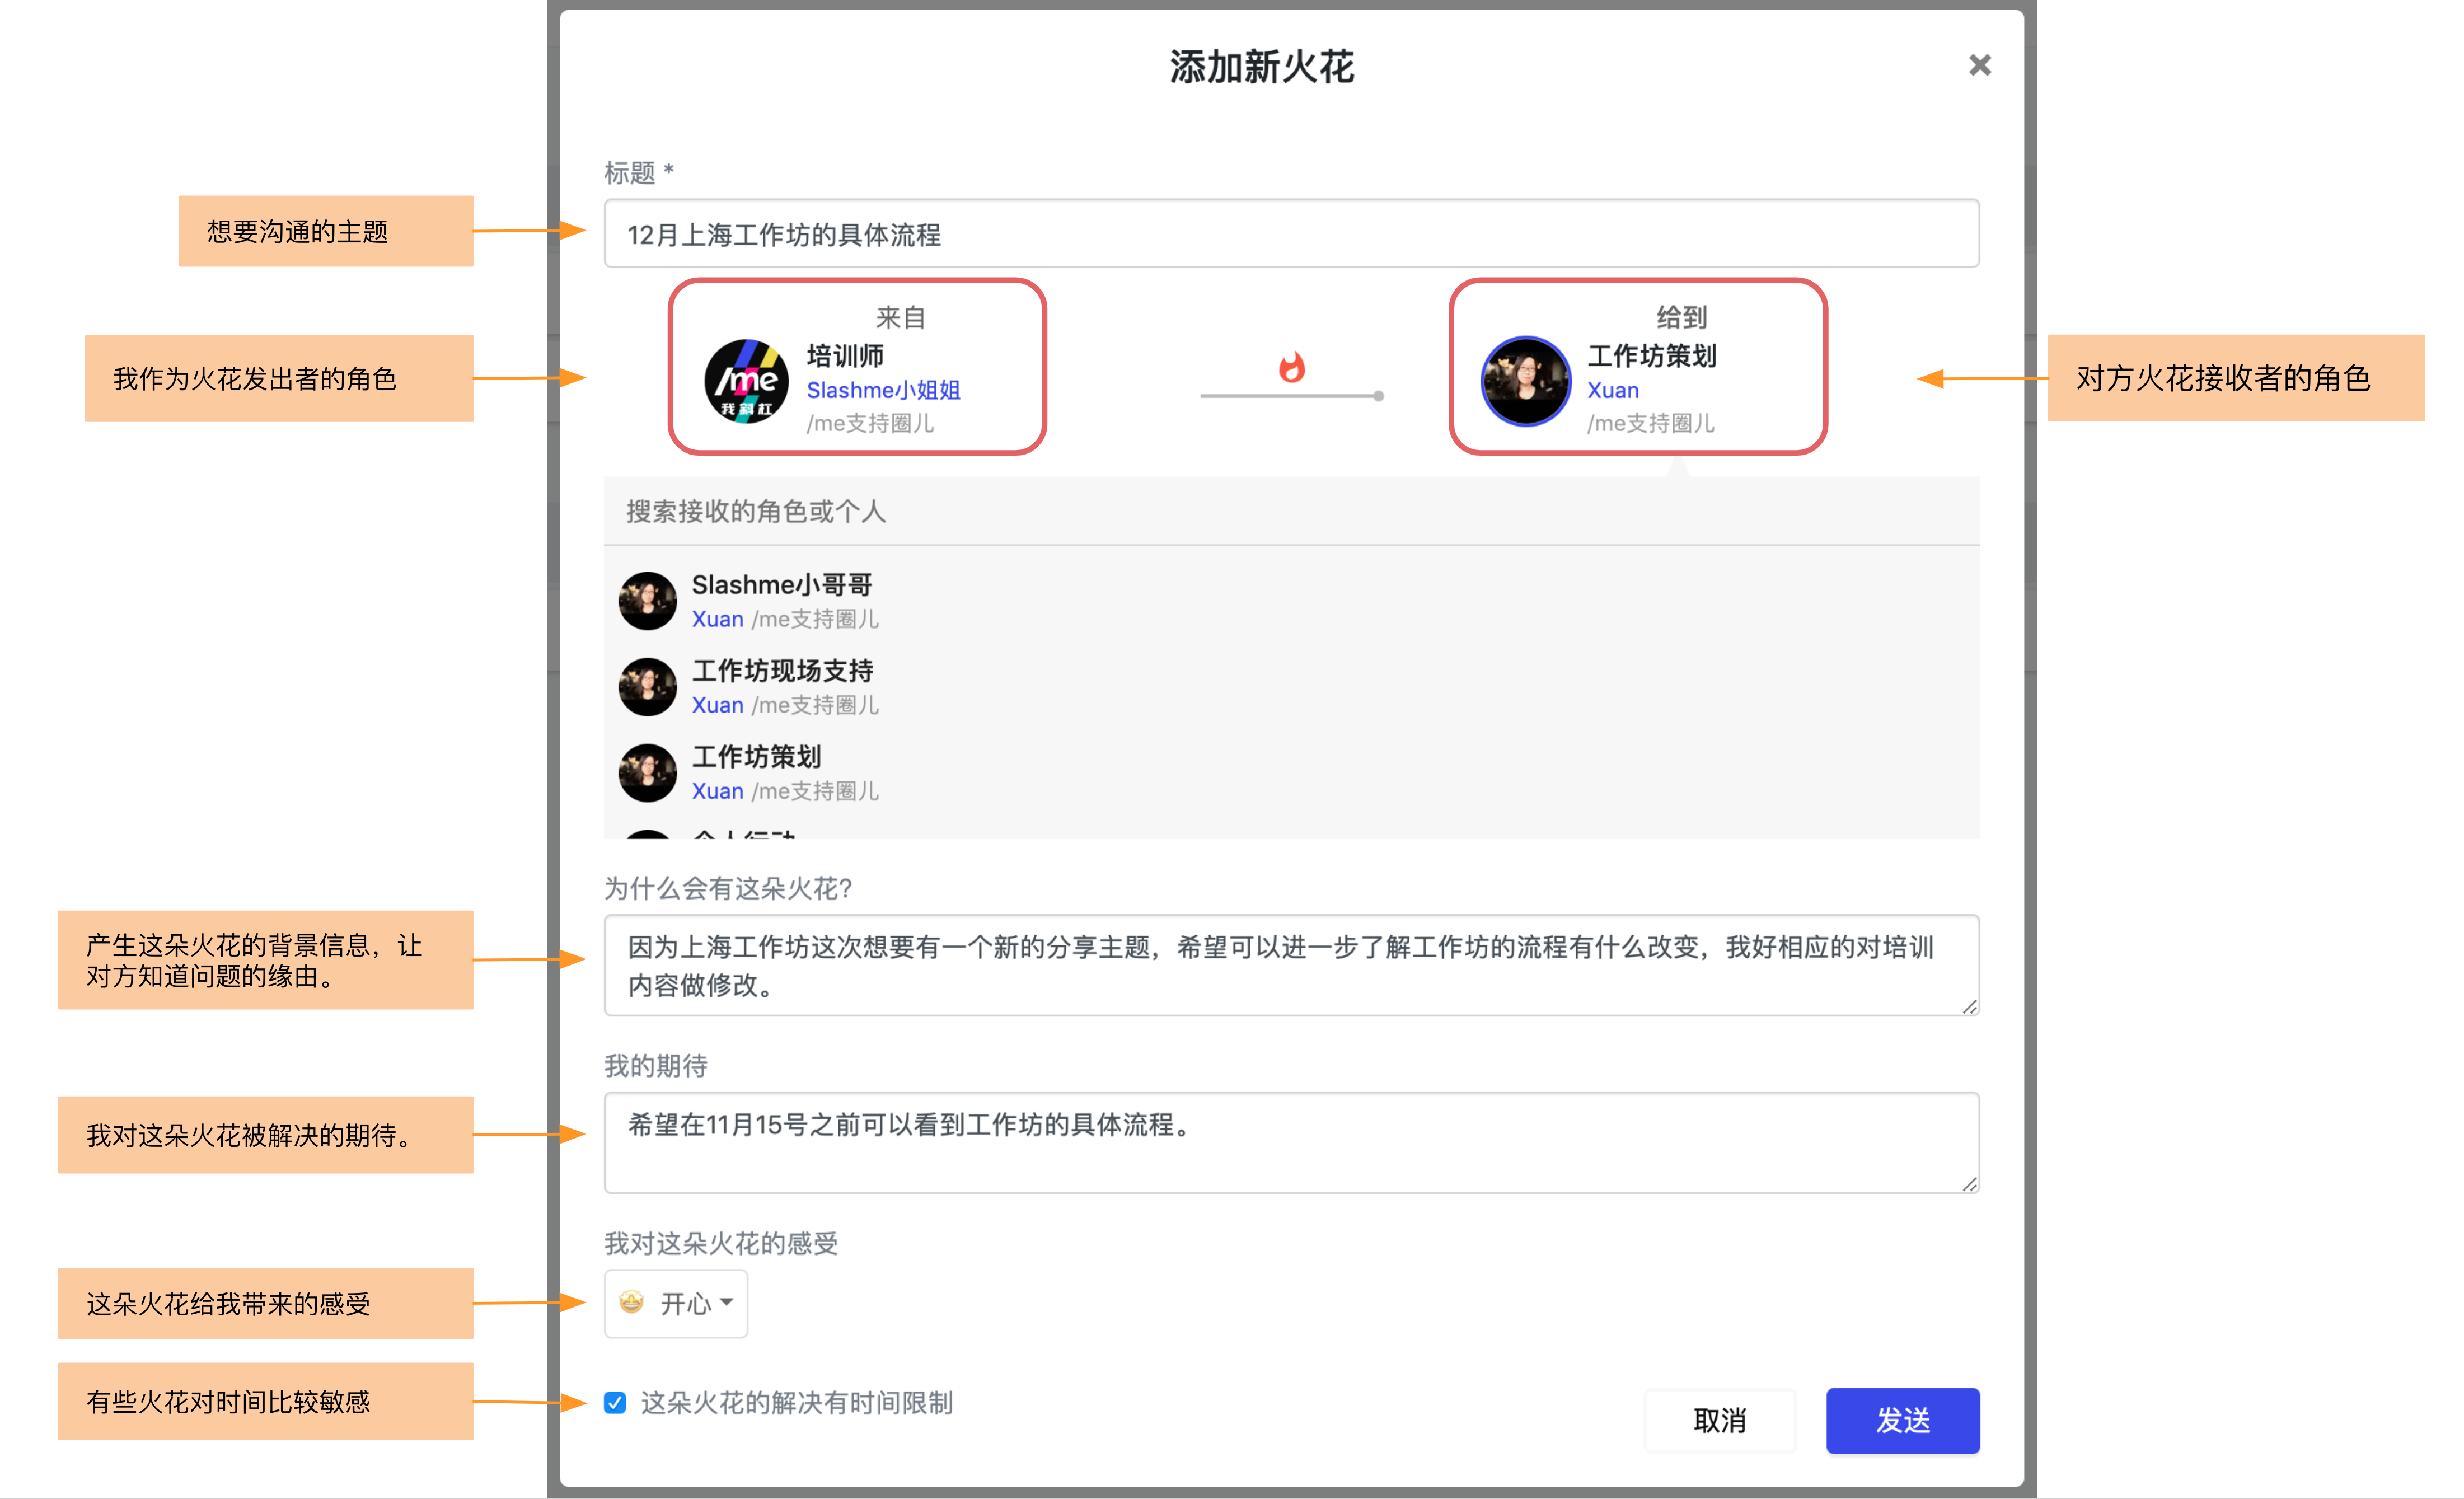 添加新火花
标题 *
想要沟通的主题
12月上海工作坊的具体流程
我作为火花发出者的角色
来自
/me
我斜杠
培训师
Slashme小姐姐
/me支持圈儿
给到
工作坊策划
Xuan
/me支持圈儿
对方火花接收者的角色
搜索接收的角色或个人
Slashme小哥哥
Xuan /me支持圈儿
工作坊现场支持
Xuan /me支持圈儿
工作坊策划
Xuan /me支持圈儿
为什么会有这朵火花?
产生这朵火花的背景信息，让
对方知道问题的缘由。
因为上海工作坊这次想要有一个新的分享主题，希望可以进一步了解工作坊的流程有什么改变，我好相应的对培训
内容做修改。
我的期待
我对这朵火花被解决的期待。
希望在11月15号之前可以看到工作坊的具体流程。
我对这朵火花的感受
这朵火花给我带来的感受
开心
有些火花对时间比较敏感
这朵火花的解决有时间限制
取消
发送